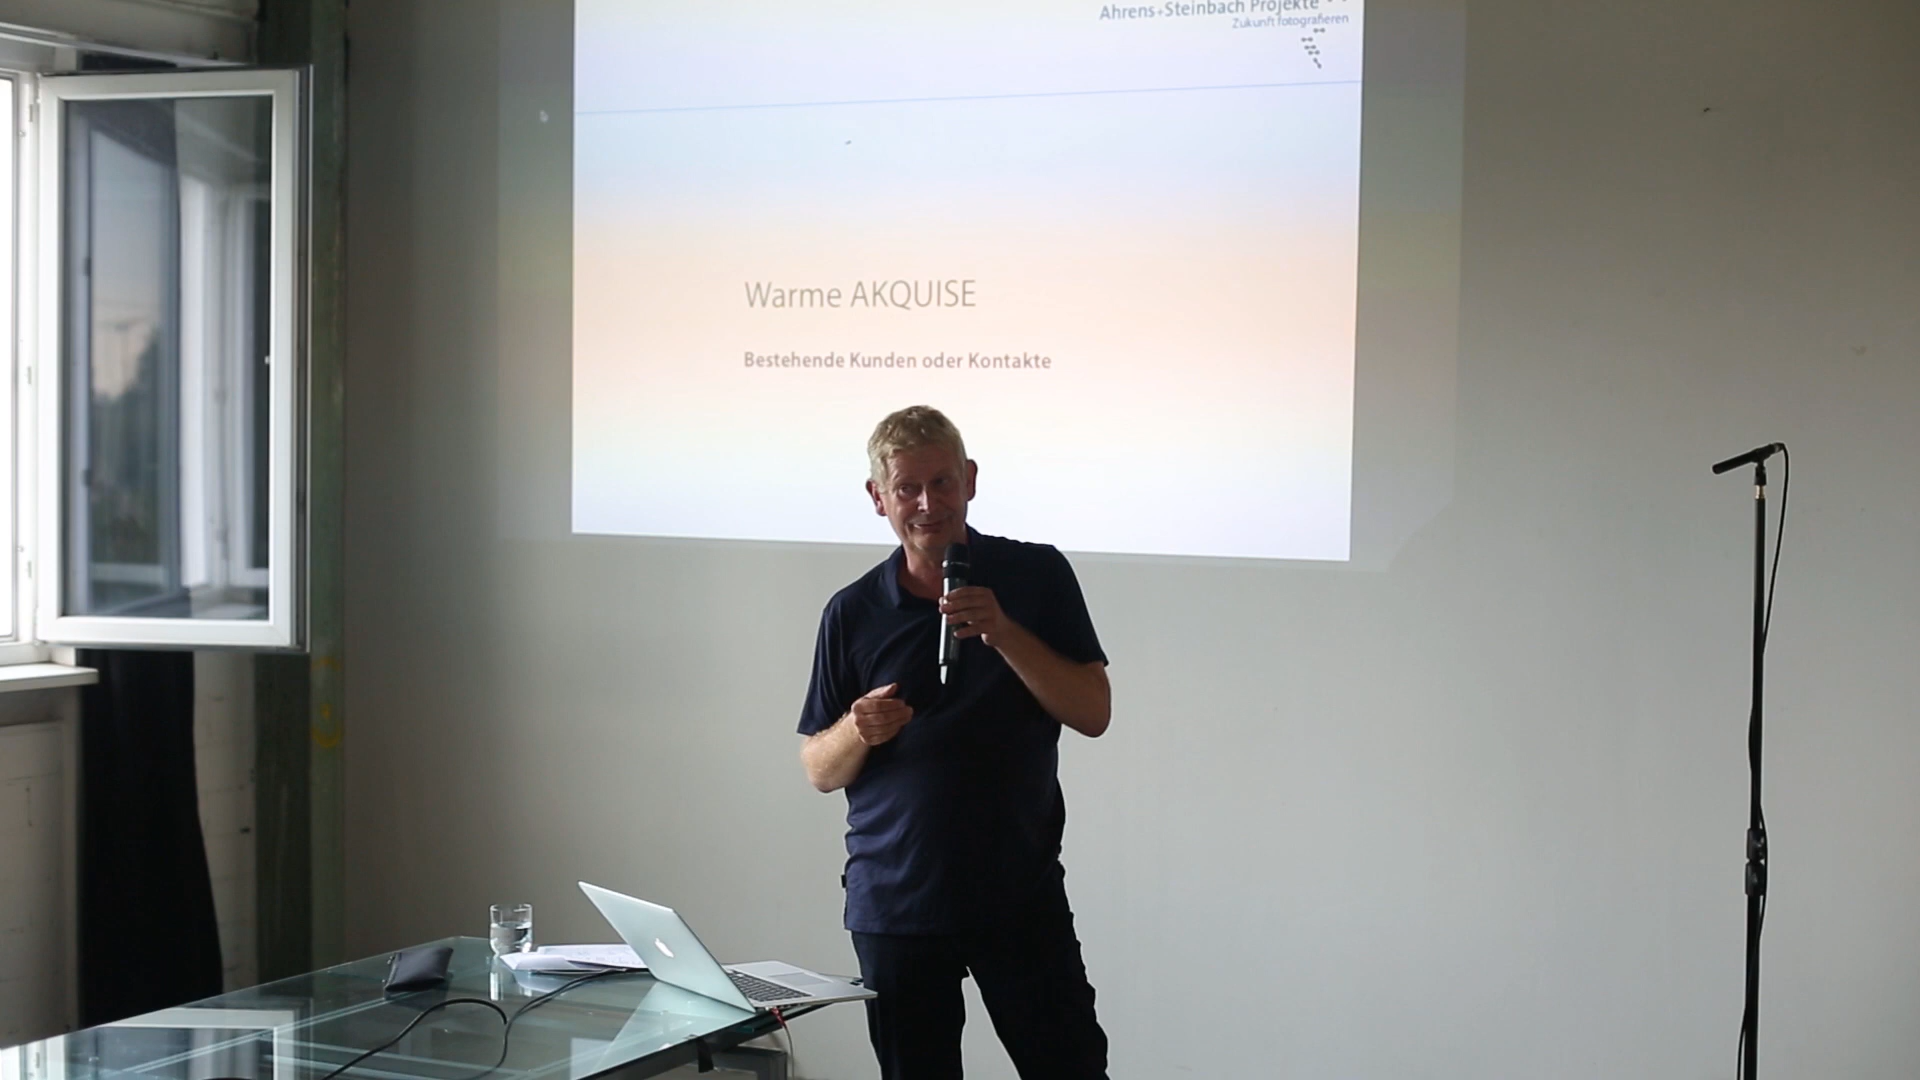 Ahrens+Steinbach Projekte
Zukunft fotografieren
Warme AKQUISE
Bestehende Kunden oder Kontakte